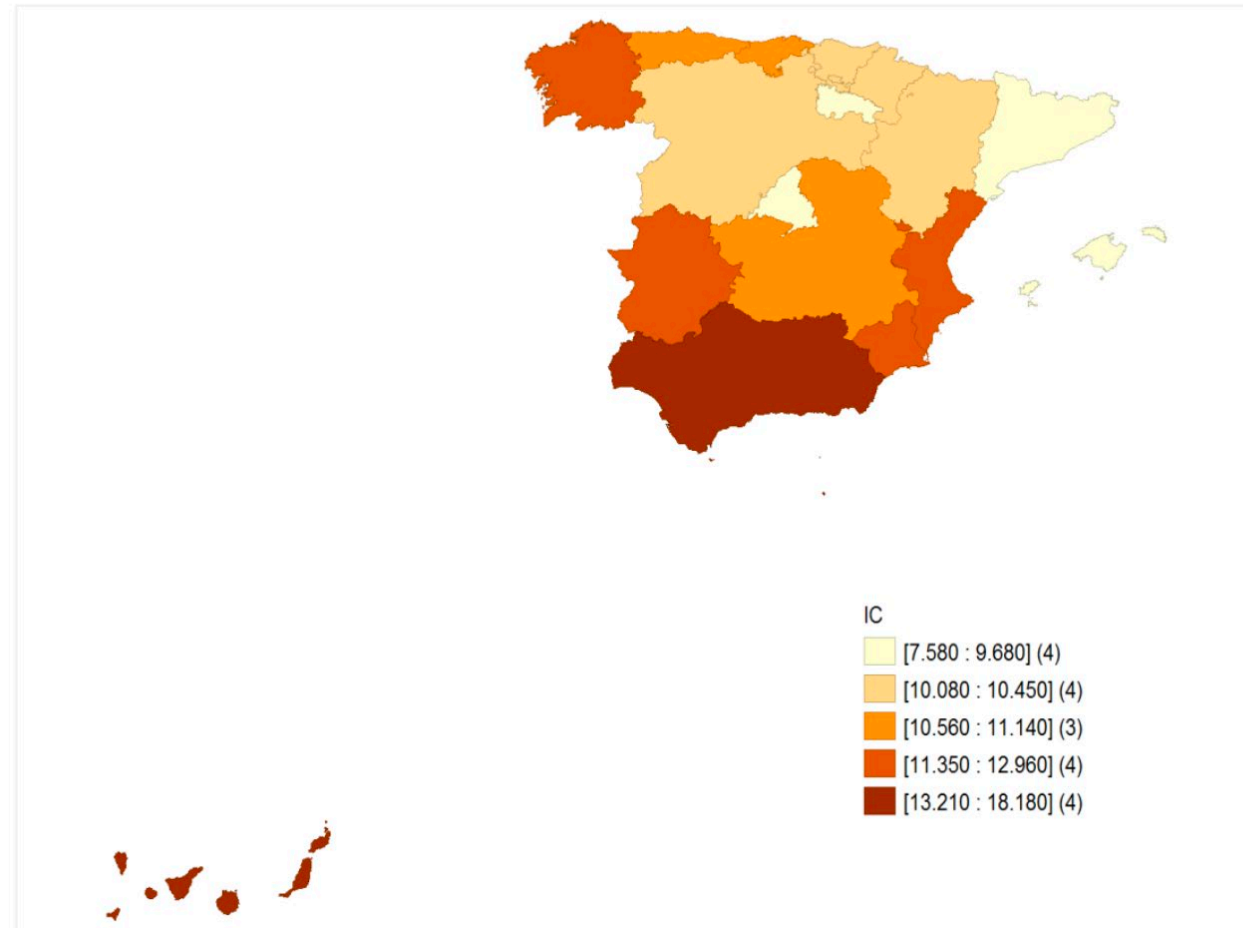 IC
[7.580 : 9.680] (4)
[10.080 : 10.450] (4)
[10.560 : 11.140] (3)
[11.350 : 12.960] (4)
[13.210 : 18.180] (4)